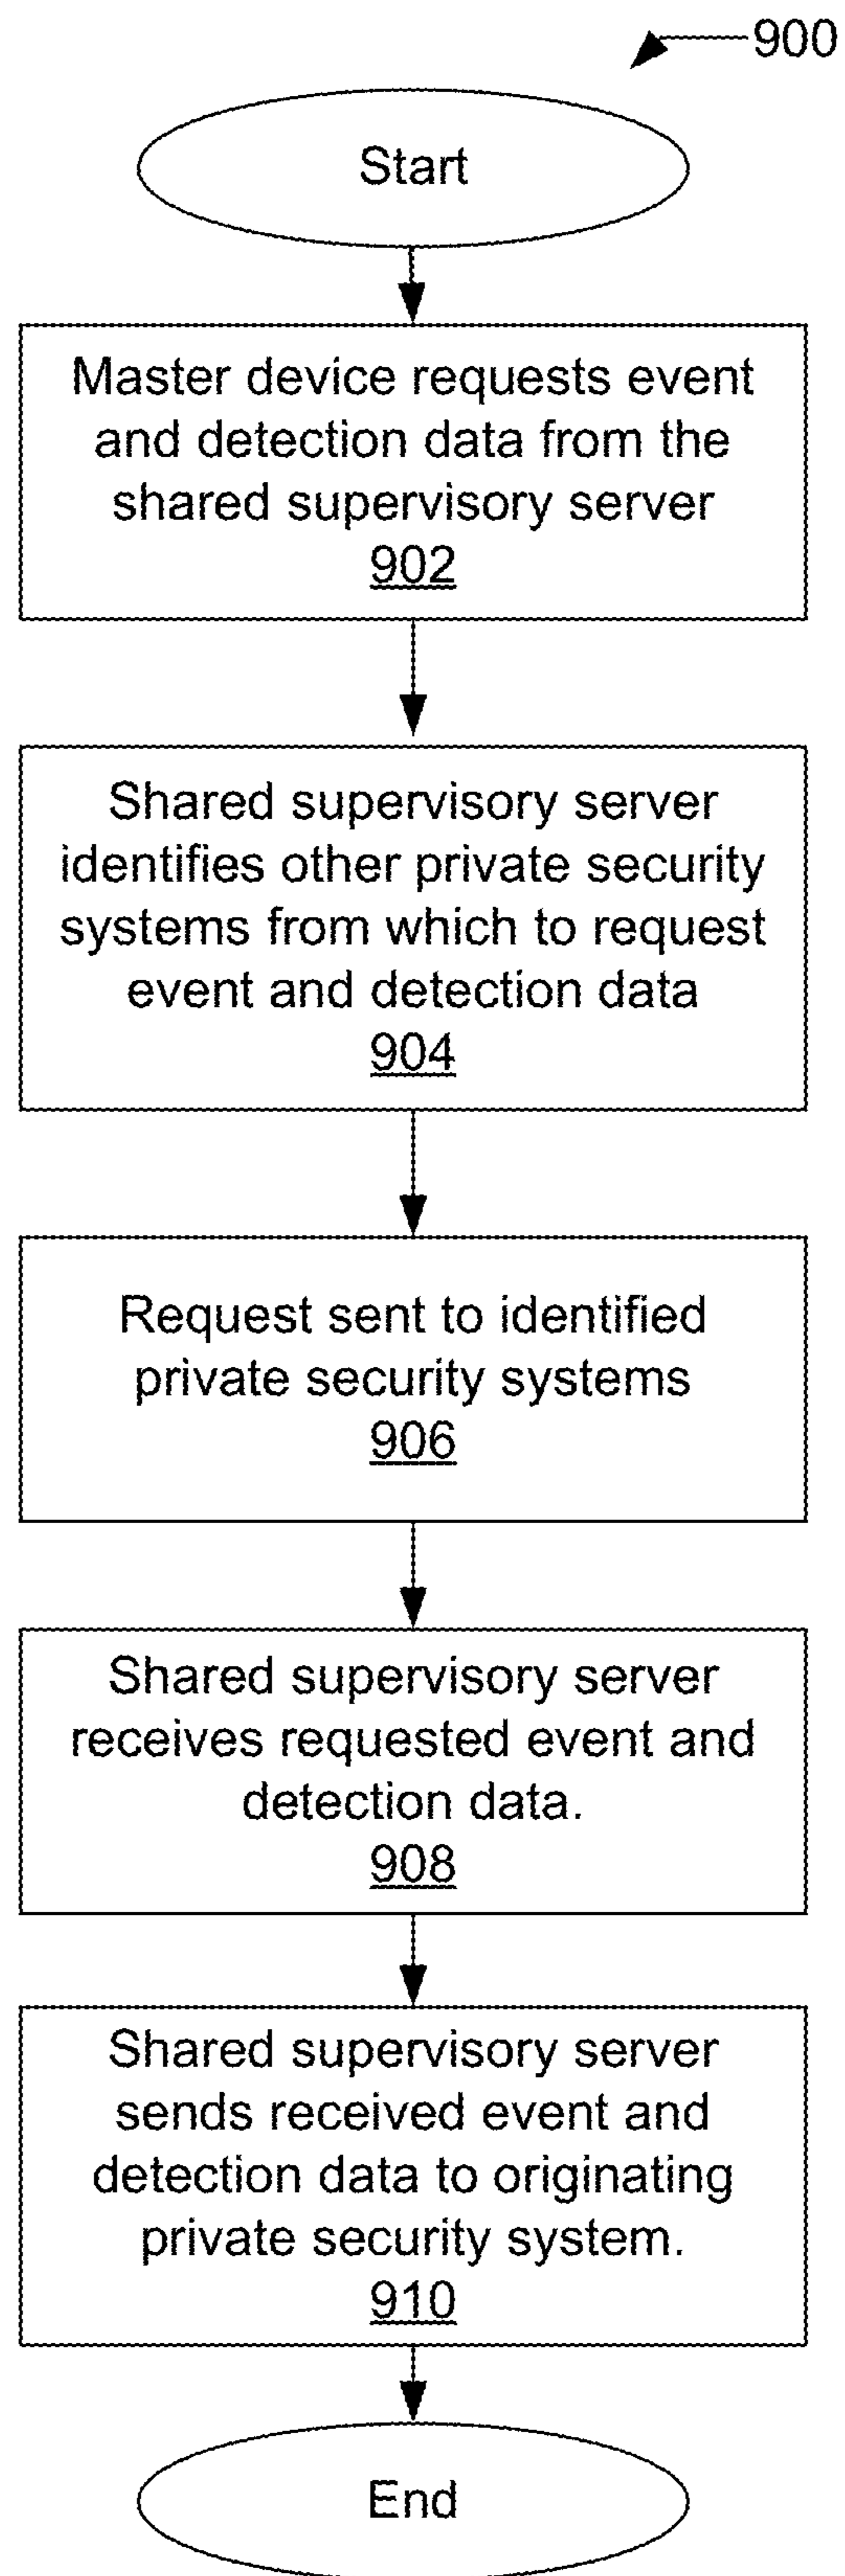 900
Start
Master device requests event
and detection data from the
shared supervisory server
902
Shared supervisory server
identifies other private security
systems from which to request
event and detection data
904
Request sent to identified
private security systems
906
Shared supervisory server
receives requested event and
detection data.
908
Shared supervisory server
sends received event and
detection data to originating
private security system.
910
End